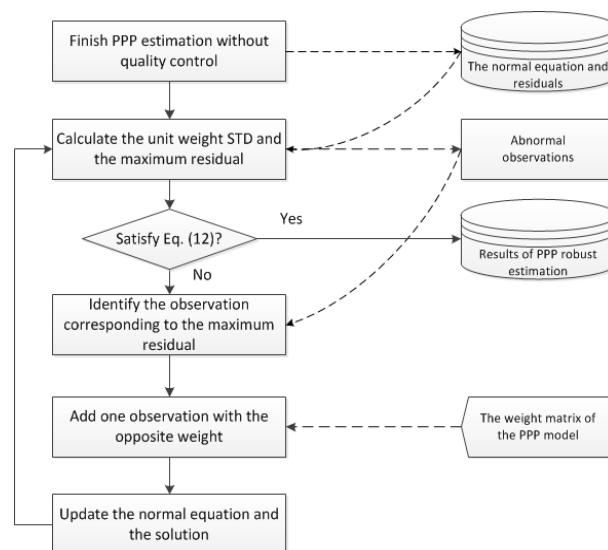 Finish PPP estimation without
quality control
The normal equation and
residuals
Calculate the unit weight STD and
the maximum residual
Abnormal
observations
Satisfy Eq. (12)?
Yes
Results of PPP robust
estimation
No
Identify the observation
corresponding to the maximum
residual
Add one observation with the
opposite weight
The weight matrix of
the PPP model
Update the normal equation and
the solution